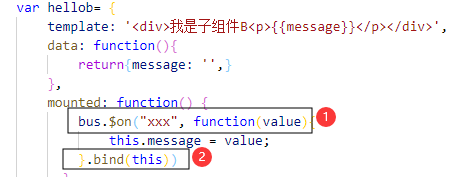 var hellob= {
template: '<div>我是子组件B<p>{{message}}</p></div>',
data: function(){
return{message: '',}
},
mounted: function() {
bus.$on("xxx", function(value){ 1
this.message = value;
}.bind(this)) 2